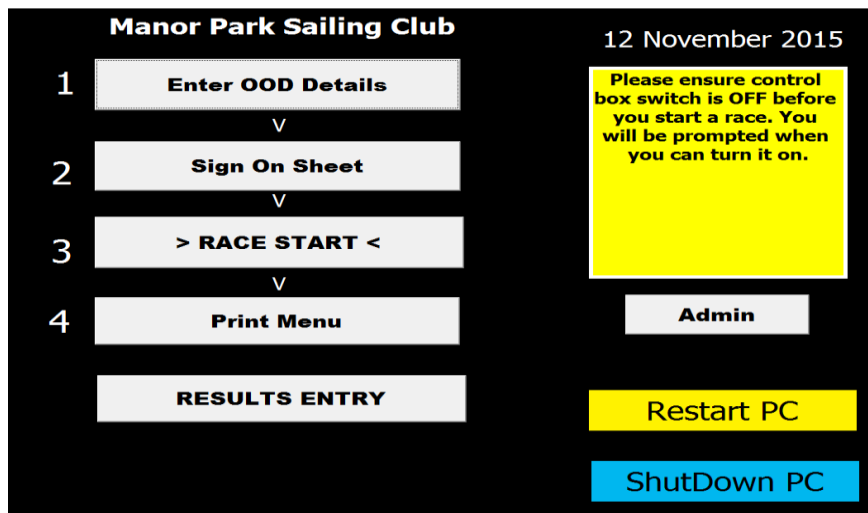 Manor Park Sailing Club
12 November 2015
1
Enter OOD Details
v
2
Sign On Sheet
v
3
> RACE START <
v
4
Print Menu
RESULTS ENTRY
Please ensure control
box switch is OFF before
you start a race. You
will be prompted when
you can turn it on.
Admin
Restart PC
ShutDown PC